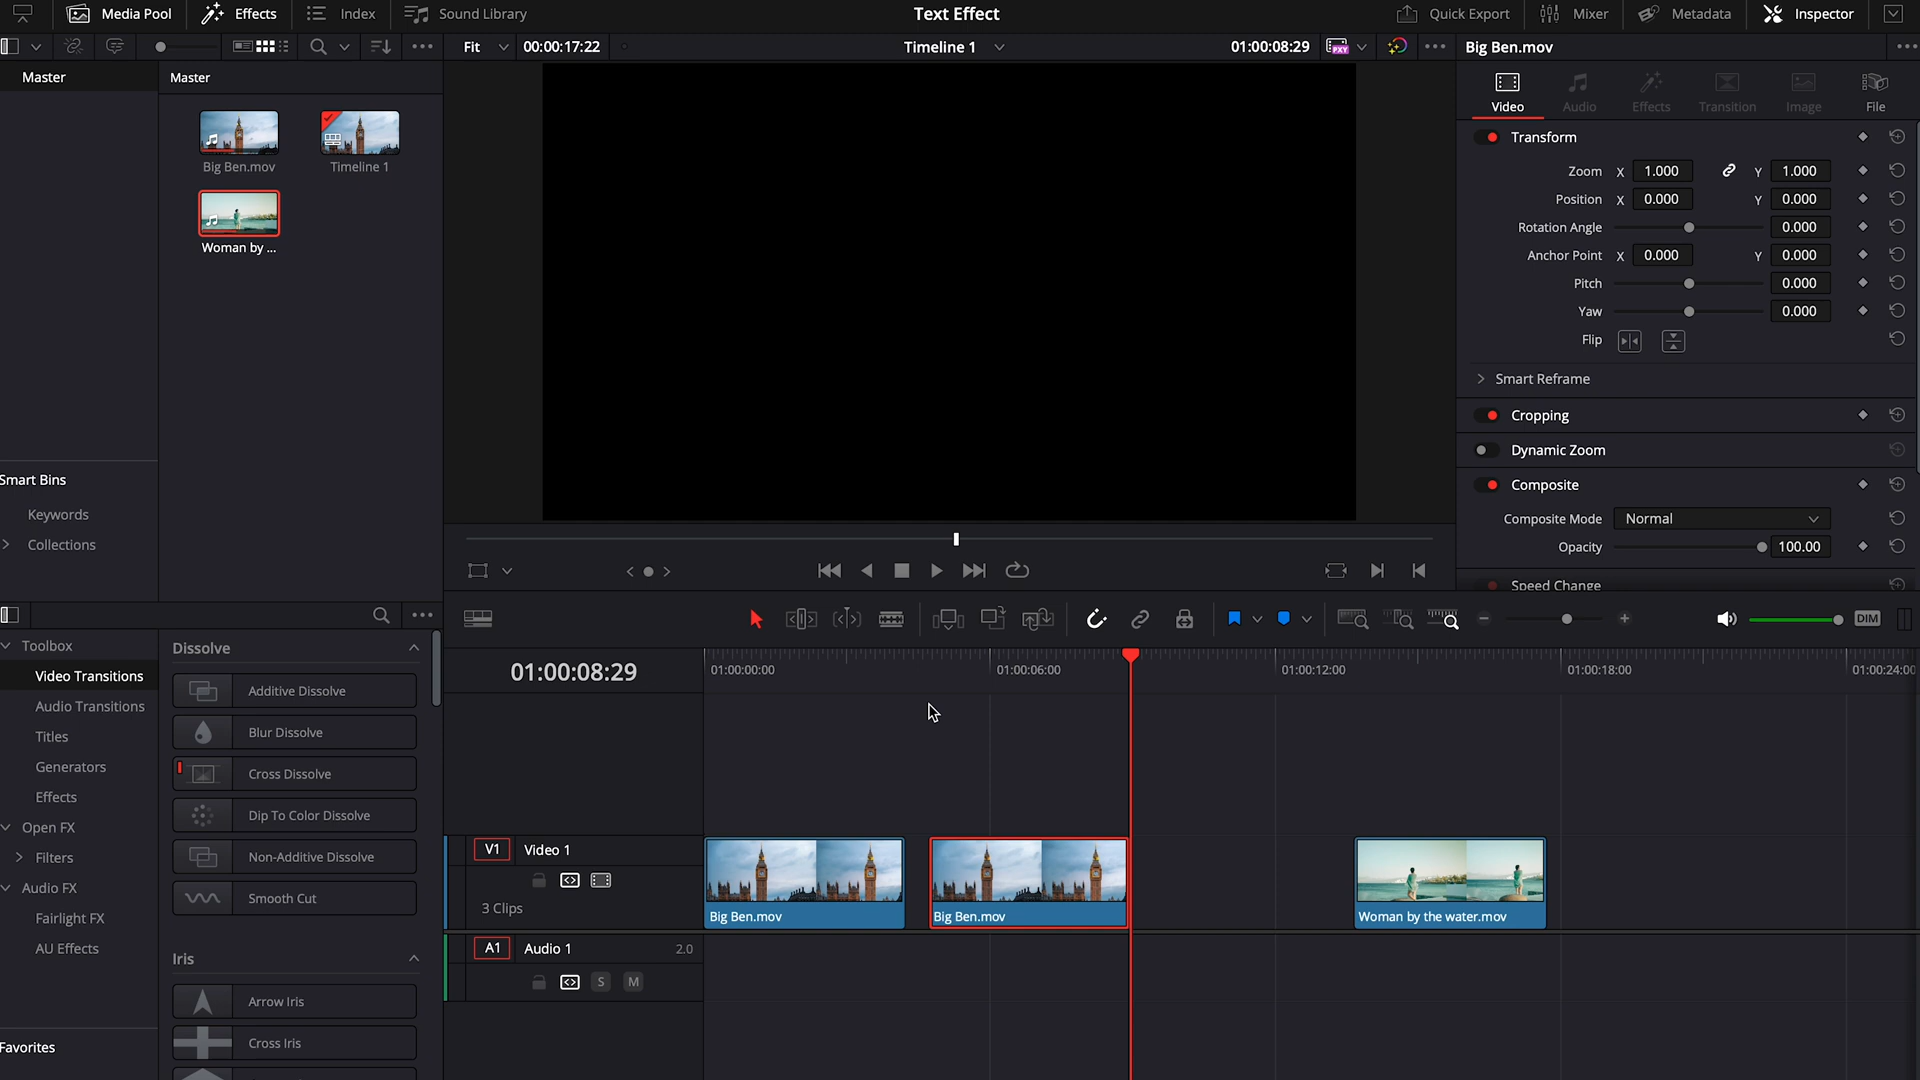 Media Pool
Effects
Index
Sound Library
Text Effect
Quick Export
Mixer
Metadata
Inspector
Fit
00:00:17:22
Timeline 1
01:00:08:29
PXY
Big Ben.mov
Master
Master
Big Ben.mov
Timeline 1
Woman by ...
Smart Bins
Keywords
Collections
Video
Audio
Effects
Transition
Image
File
Transform
Zoom X 1.000 Y 1.000
Position X 0.000 Y 0.000
Rotation Angle 0.000
Anchor Point X 0.000 Y 0.000
Pitch 0.000
Yaw 0.000
Flip
Smart Reframe
Cropping
Dynamic Zoom
Composite
Composite Mode Normal
Opacity 100.00
Speed Change
DIM
Toolbox
Video Transitions
Audio Transitions
Titles
Generators
Effects
Open FX
Filters
Audio FX
Fairlight FX
AU Effects
Favorites
Dissolve
Additive Dissolve
Blur Dissolve
Cross Dissolve
Dip To Color Dissolve
Non-Additive Dissolve
Smooth Cut
Iris
Arrow Iris
Cross Iris
01:00:08:29
01:00:00:00
01:00:06:00
01:00:12:00
01:00:18:00
01:00:24:00
V1 Video 1
3 Clips
Big Ben.mov
Big Ben.mov
Woman by the water.mov
A1 Audio 1 2.0
S M